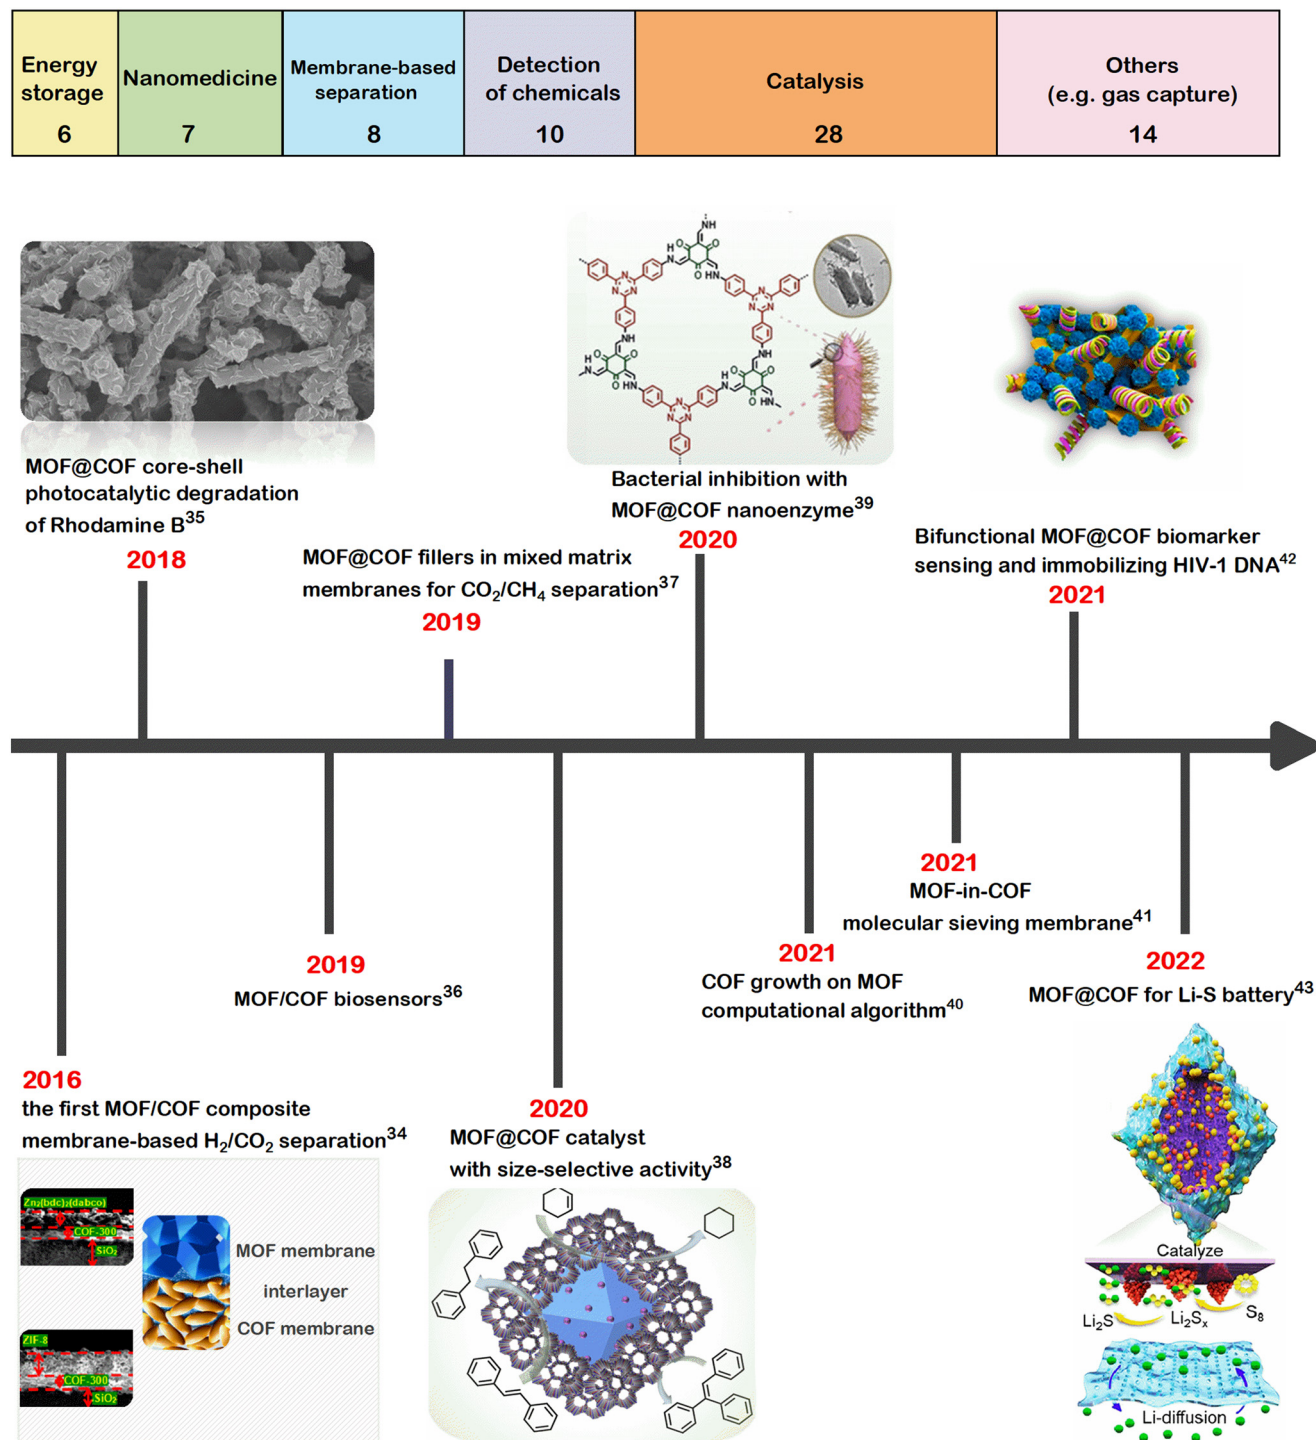 Energy
storage
6
Nanomedicine
7
Membrane-based
separation
8
Detection
of chemicals
10
Catalysis
28
Others
(e.g. gas capture)
14
MOF@COF core-shell
photocatalytic degradation
of Rhodamine B³⁵
2018
MOF@COF fillers in mixed matrix
membranes for CO₂/CH₄ separation³⁷
2019
Bacterial inhibition with
MOF@COF nanoenzyme³⁹
2020
Bifunctional MOF@COF biomarker
sensing and immobilizing HIV-1 DNA⁴²
2021
2016
the first MOF/COF composite
membrane-based H₂/CO₂ separation³⁴
Zn₂(bdc)₂(dabco)
COF-300
SiO₂
ZIF-8
COF-300
SiO₂
MOF membrane
interlayer
COF membrane
2019
MOF/COF biosensors³⁶
2020
MOF@COF catalyst
with size-selective activity³⁸
2021
COF growth on MOF
computational algorithm⁴⁰
2021
MOF-in-COF
molecular sieving membrane⁴¹
2022
MOF@COF for Li-S battery⁴³
Catalyze
Li₂S
Li₂Sₓ
S₈
Li-diffusion